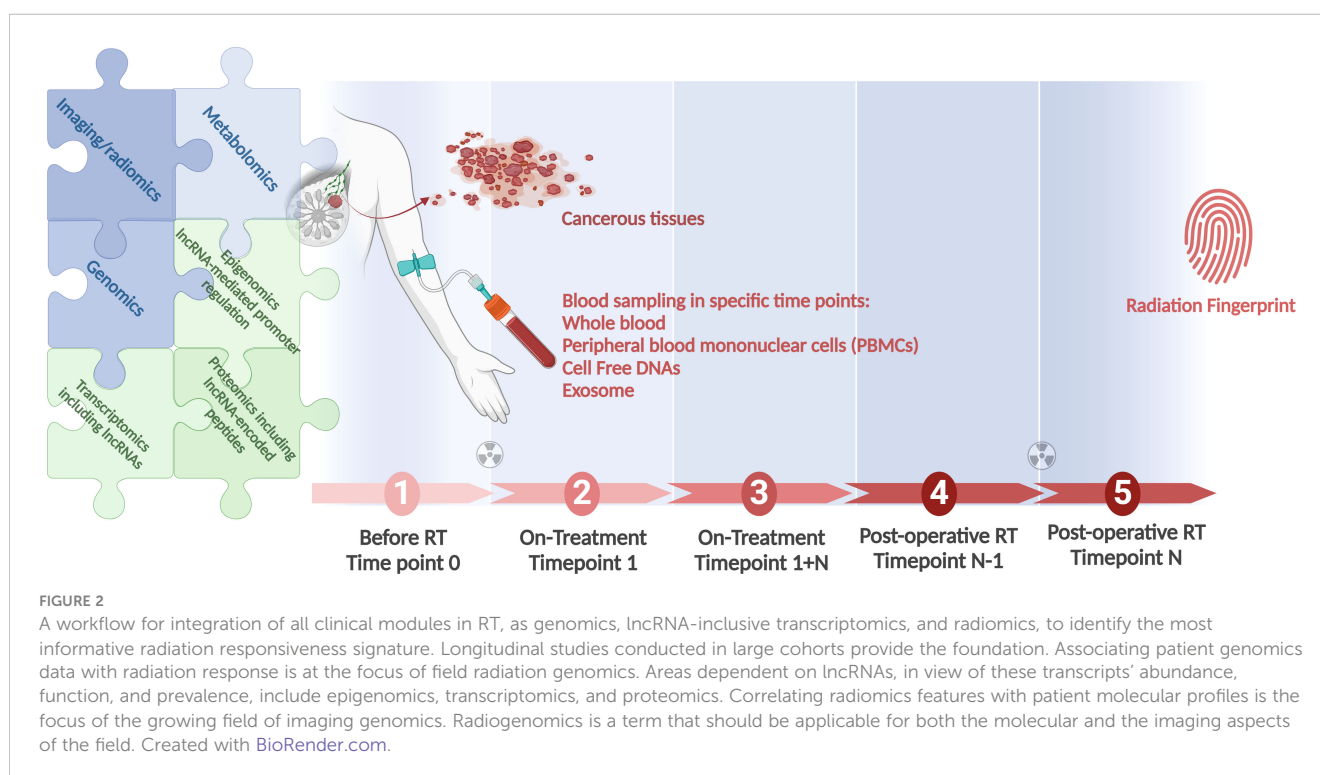 Imaging/radiomics
Metabolomics
Genomics
Epigenomics
lncRNA-mediated promoter
regulation
Transcriptomics
including lncRNAs
Proteomics including
lncRNA-encoded
peptides
Cancerous tissues
Blood sampling in specific time points:
Whole blood
Peripheral blood mononuclear cells (PBMCs)
Cell Free DNAs
Exosome
Radiation Fingerprint
1
2
3
4
5
Before RT
Time point 0
On-Treatment
Timepoint 1
On-Treatment
Timepoint 1+N
Post-operative RT
Timepoint N-1
Post-operative RT
Timepoint N
FIGURE 2
A workflow for integration of all clinical modules in RT, as genomics, lncRNA-inclusive transcriptomics, and radiomics, to identify the most
informative radiation responsiveness signature. Longitudinal studies conducted in large cohorts provide the foundation. Associating patient genomics
data with radiation response is at the focus of field radiation genomics. Areas dependent on lncRNAs, in view of these transcripts’ abundance,
function, and prevalence, include epigenomics, transcriptomics, and proteomics. Correlating radiomics features with patient molecular profiles is the
focus of the growing field of imaging genomics. Radiogenomics is a term that should be applicable for both the molecular and the imaging aspects
of the field. Created with BioRender.com.